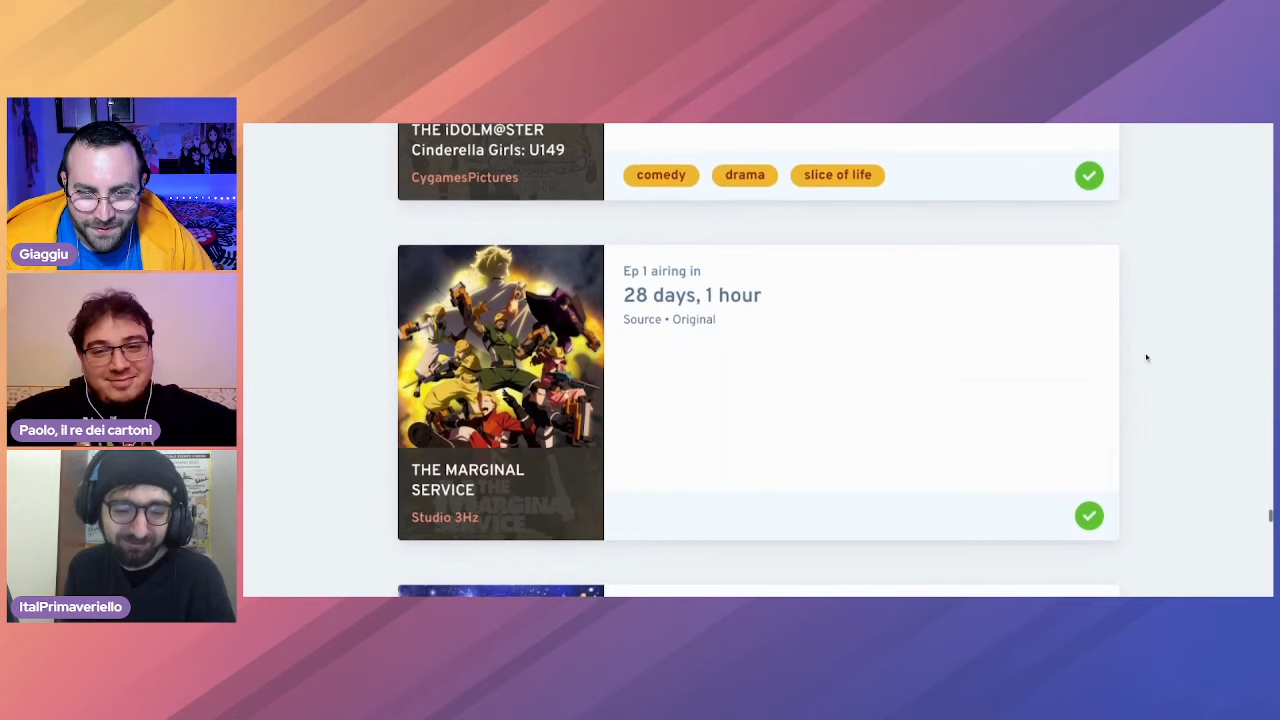 Giaggiu
Paolo, il re dei cartoni
ItalPrimaveriello
THE iDOLM@STER
Cinderella Girls: U149
CygamesPictures
comedy
drama
slice of life
Ep 1 airing in
28 days, 1 hour
Source • Original
THE MARGINAL
SERVICE
Studio 3Hz